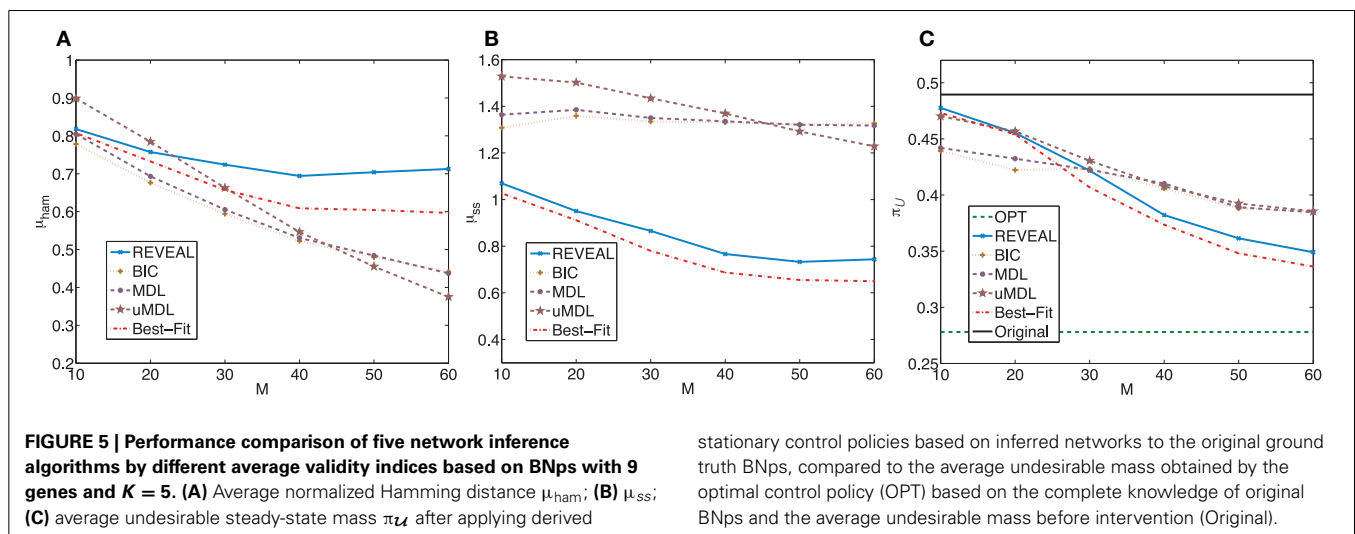 A
1
0.9
0.8
0.7
0.6
0.5
0.4
0.3
0.2
μham
10 20 30 40 50 60
M
REVEAL
BIC
MDL
uMDL
Best–Fit
B
1.6
1.4
1.2
1
0.8
0.6
0.4
μss
10 20 30 40 50 60
M
REVEAL
BIC
MDL
uMDL
Best–Fit
C
0.5
0.45
0.4
0.35
0.3
0.25
πU
10 20 30 40 50 60
M
OPT
REVEAL
BIC
MDL
uMDL
Best–Fit
Original
FIGURE 5 | Performance comparison of five network inference
algorithms by different average validity indices based on BNps with 9
genes and K = 5. (A) Average normalized Hamming distance μham; (B) μss;
(C) average undesirable steady-state mass πU after applying derived
stationary control policies based on inferred networks to the original ground
truth BNps, compared to the average undesirable mass obtained by the
optimal control policy (OPT) based on the complete knowledge of original
BNps and the average undesirable mass before intervention (Original).